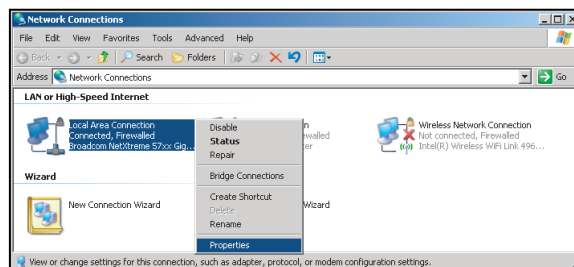 Network Connections
File Edit View Favorites Tools Advanced Help
Back Search Folders
Address Network Connections Go
LAN or High-Speed Internet
Local Area Connection
Connected, Firewalled
Broadcom NetXtreme 57xx Gig...
Disable
Status
Repair
Bridge Connections
Create Shortcut
Delete
Rename
Properties
n
ewalled
ter
Wireless Network Connection
Not connected, Firewalled
Intel(R) Wireless WiFi Link 496...
Wizard
New Connection Wizard
Wizard
View or change settings for this connection, such as adapter, protocol, or modem configuration settings.